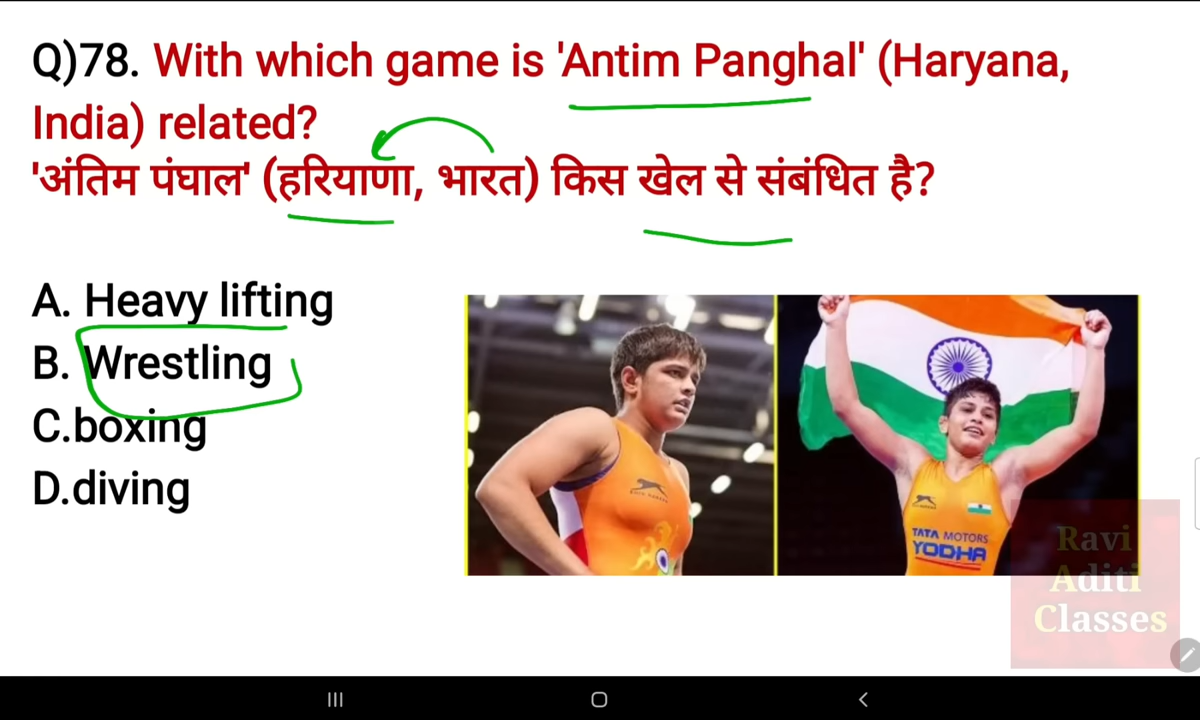 Q)78. With which game is 'Antim Panghal' (Haryana,
India) related?
'अंतिम पंघाल' (हरियाणा, भारत) किस खेल से संबंधित है?
A. Heavy lifting
B. Wrestling
C.boxing
D.diving
TATA MOTORS
YODHA
Ravi
Aditi
Classes